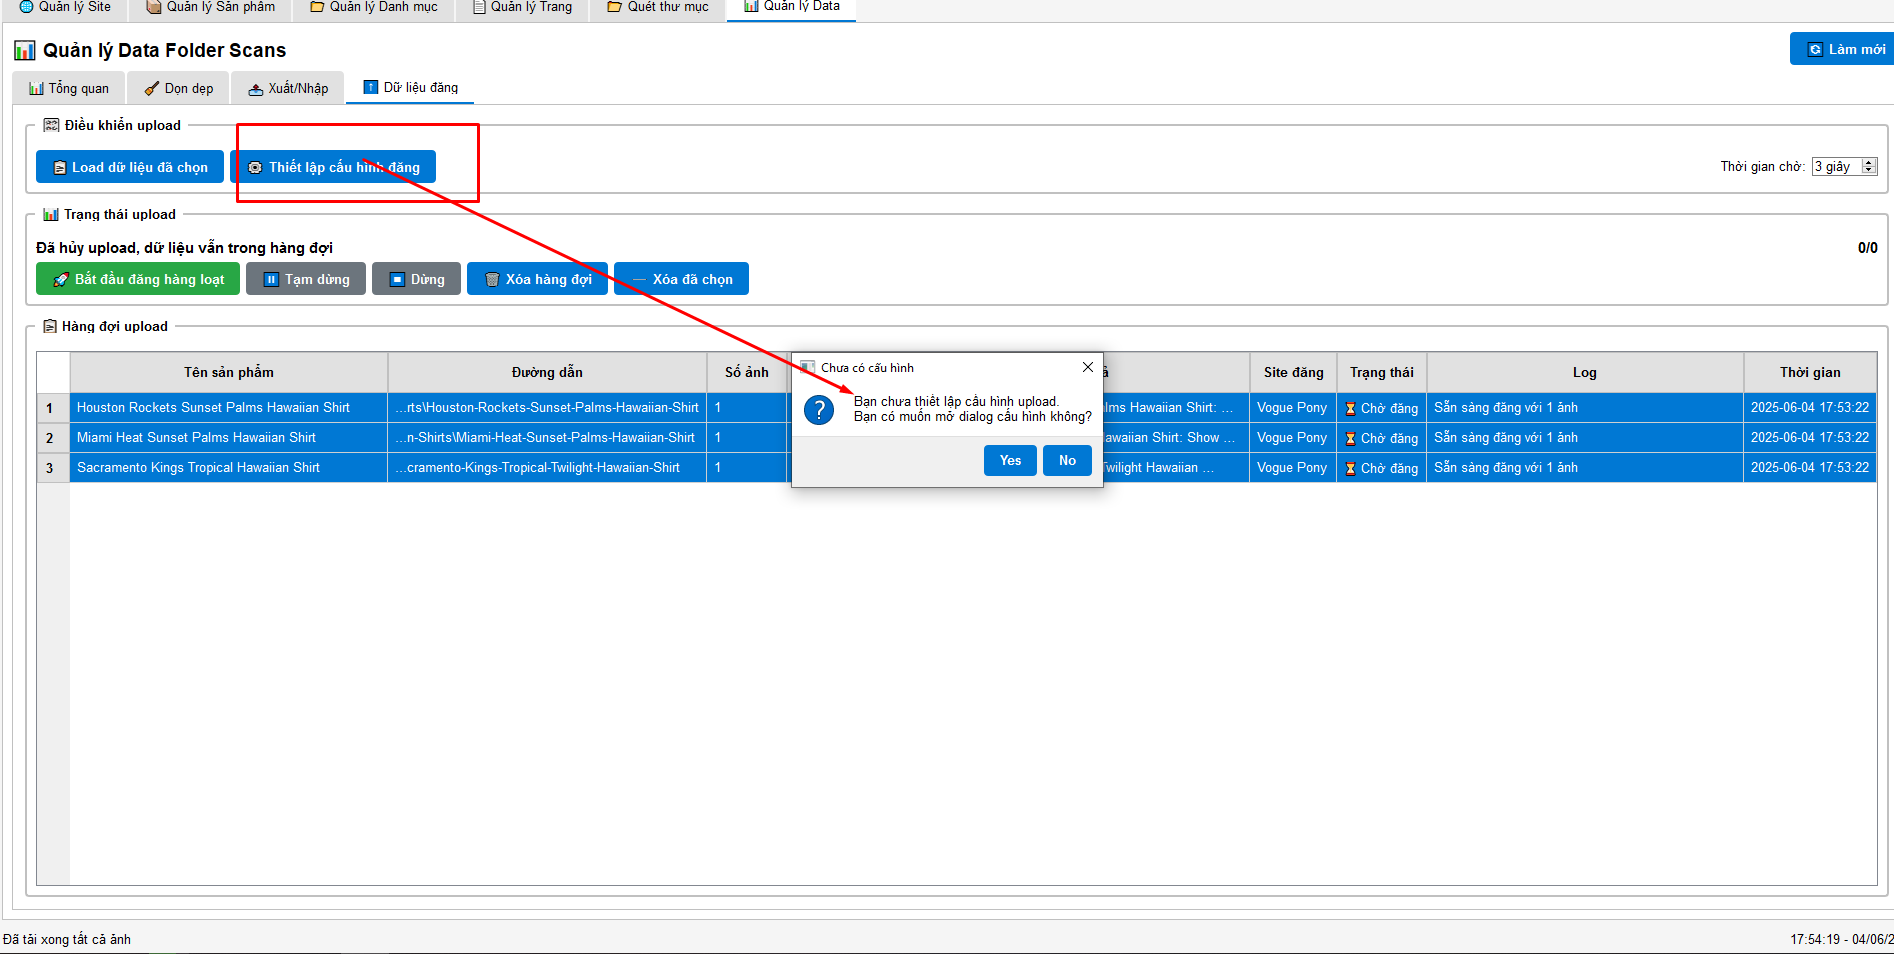 Quản lý Site
Quản lý Sản phẩm
Quản lý Danh mục
Quản lý Trang
Quét thư mục
Quản lý Data
Quản lý Data Folder Scans
Làm mới
Tổng quan
Dọn dẹp
Xuất/Nhập
Dữ liệu đăng
Điều khiển upload
Load dữ liệu đã chọn
Thiết lập cấu hình đăng
Thời gian chờ: 3 giây
Trạng thái upload
Đã hủy upload, dữ liệu vẫn trong hàng đợi
0/0
Bắt đầu đăng hàng loạt
Tạm dừng
Dừng
Xóa hàng đợi
Xóa đã chọn
Hàng đợi upload
Tên sản phẩm Đường dẫn Số ảnh ả Site đăng Trạng thái Log Thời gian
1 Houston Rockets Sunset Palms Hawaiian Shirt ...rts\Houston-Rockets-Sunset-Palms-Hawaiian-Shirt 1 lms Hawaiian Shirt: ... Vogue Pony Chờ đăng Sẵn sàng đăng với 1 ảnh 2025-06-04 17:53:22
2 Miami Heat Sunset Palms Hawaiian Shirt ...n-Shirts\Miami-Heat-Sunset-Palms-Hawaiian-Shirt 1 awaiian Shirt: Show ... Vogue Pony Chờ đăng Sẵn sàng đăng với 1 ảnh 2025-06-04 17:53:22
3 Sacramento Kings Tropical Hawaiian Shirt ...cramento-Kings-Tropical-Twilight-Hawaiian-Shirt 1 Twilight Hawaiian ... Vogue Pony Chờ đăng Sẵn sàng đăng với 1 ảnh 2025-06-04 17:53:22
Chưa có cấu hình
Bạn chưa thiết lập cấu hình upload.
Bạn có muốn mở dialog cấu hình không?
Yes
No
Đã tải xong tất cả ảnh
17:54:19 - 04/06/2